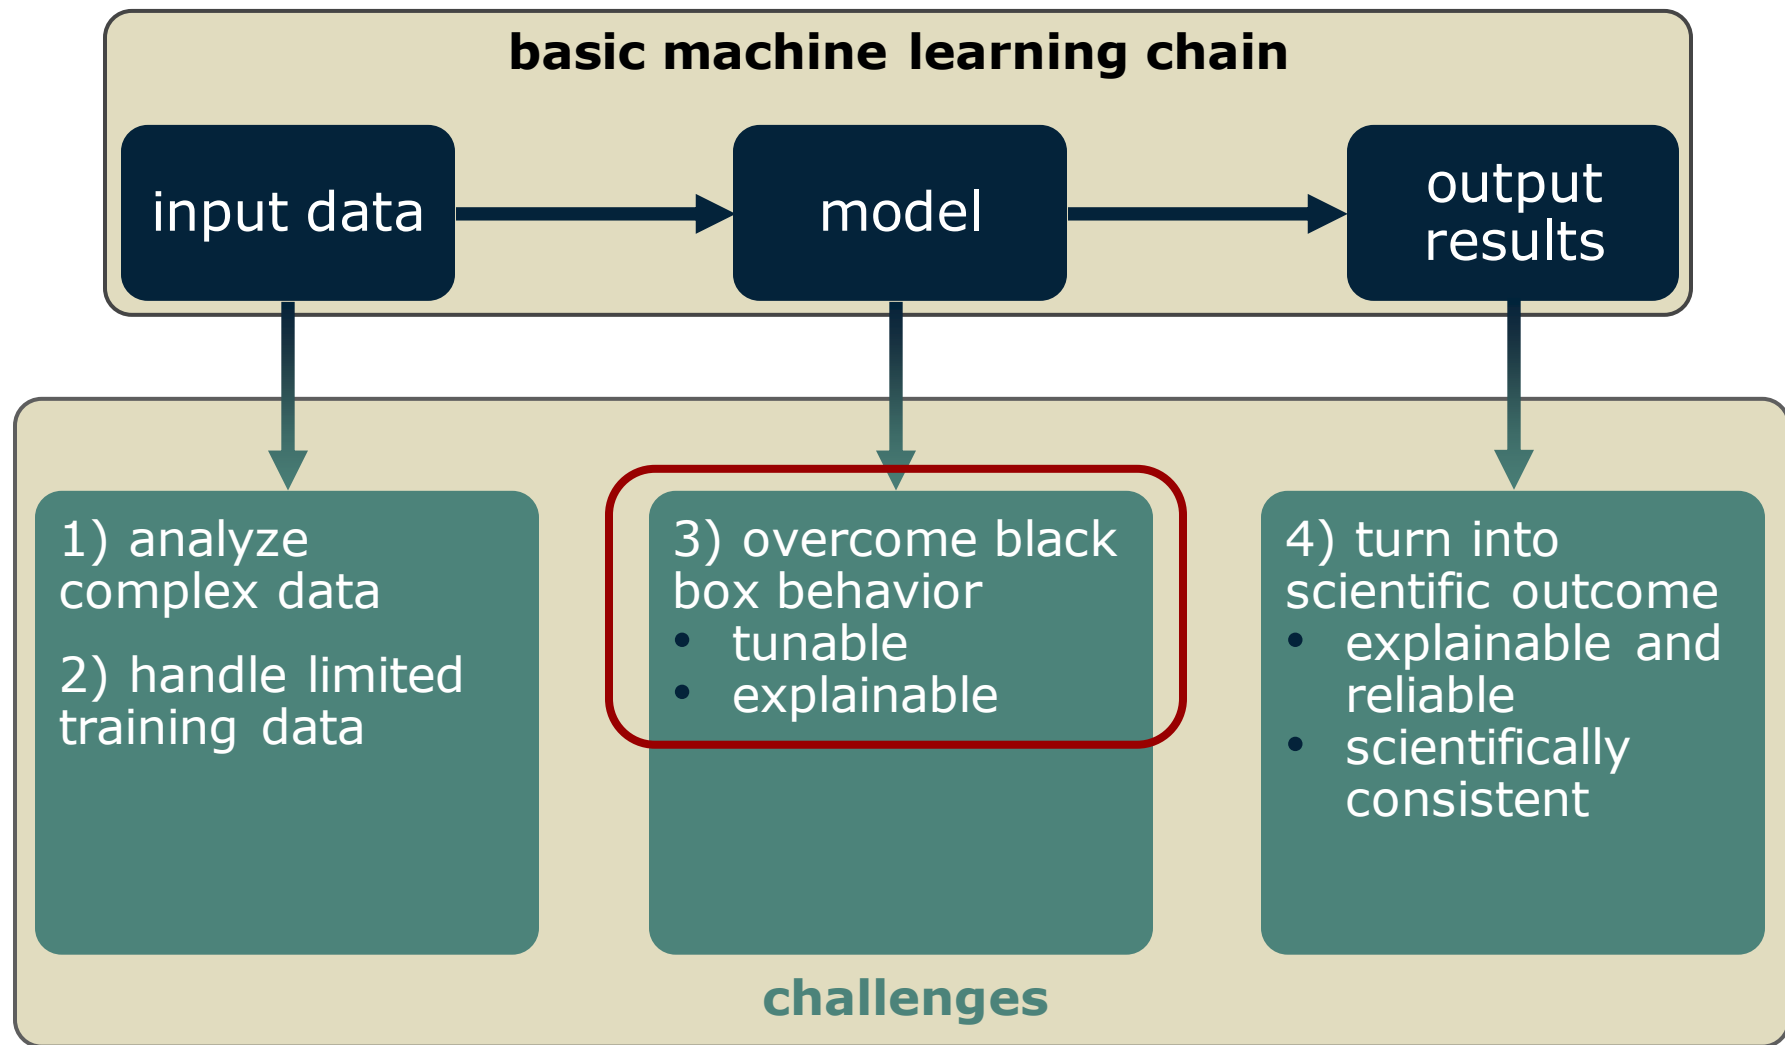 basic machine learning chain
input data
model
output
results
1) analyze
complex data
2) handle limited
training data
3) overcome black
box behavior
• tunable
• explainable
4) turn into
scientific outcome
• explainable and
reliable
• scientifically
consistent
challenges